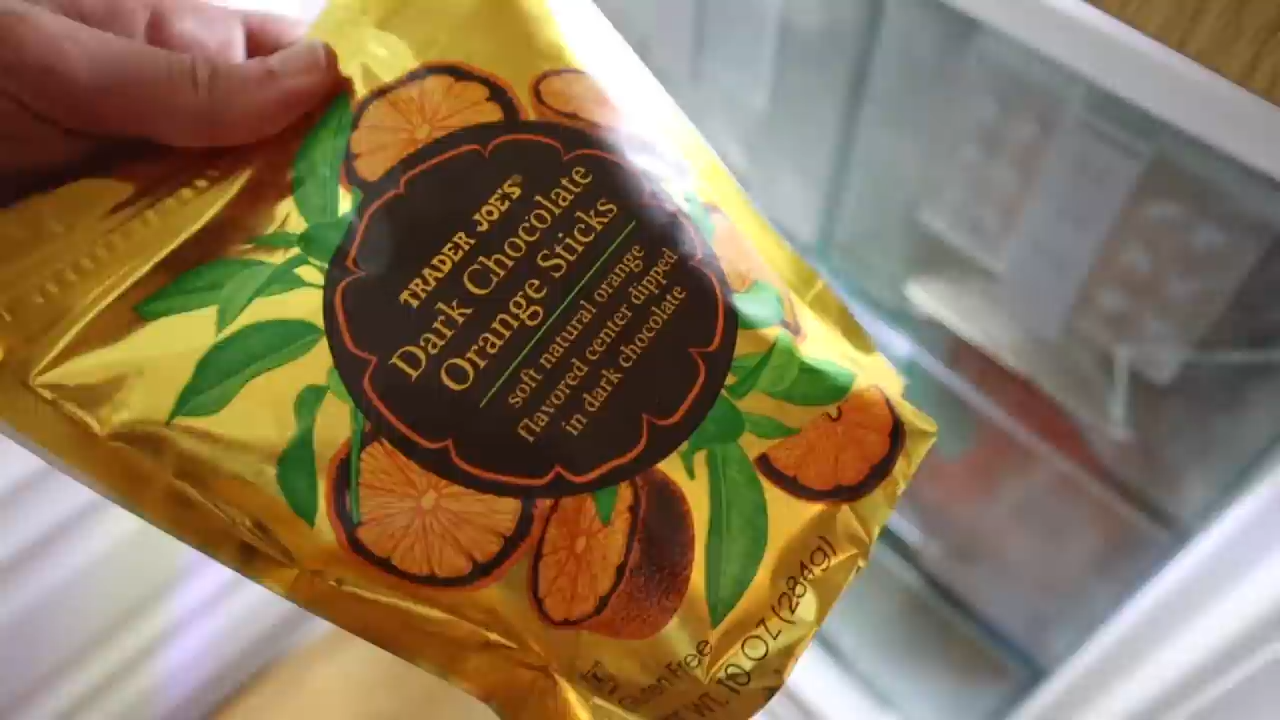 TRADER JOE'S®
Dark Chocolate
Orange Sticks
soft natural orange
flavored center dipped
in dark chocolate
Gluten Free
WT. 10 OZ (284g)